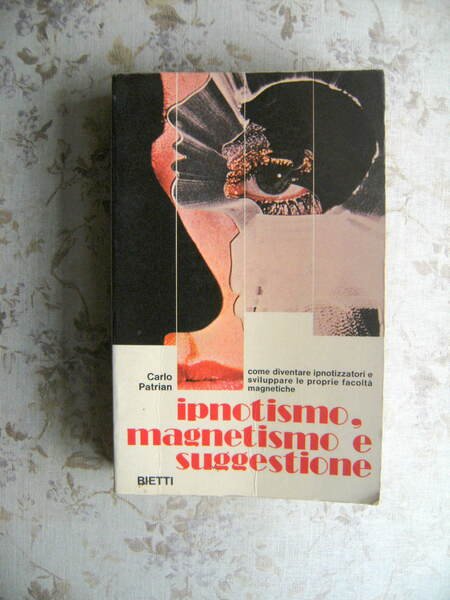 Carlo
Patrian
come diventare ipnotizzatori e
sviluppare le proprie facoltà
magnetiche
ipnotismo,
magnetismo e
suggestione
BIETTI